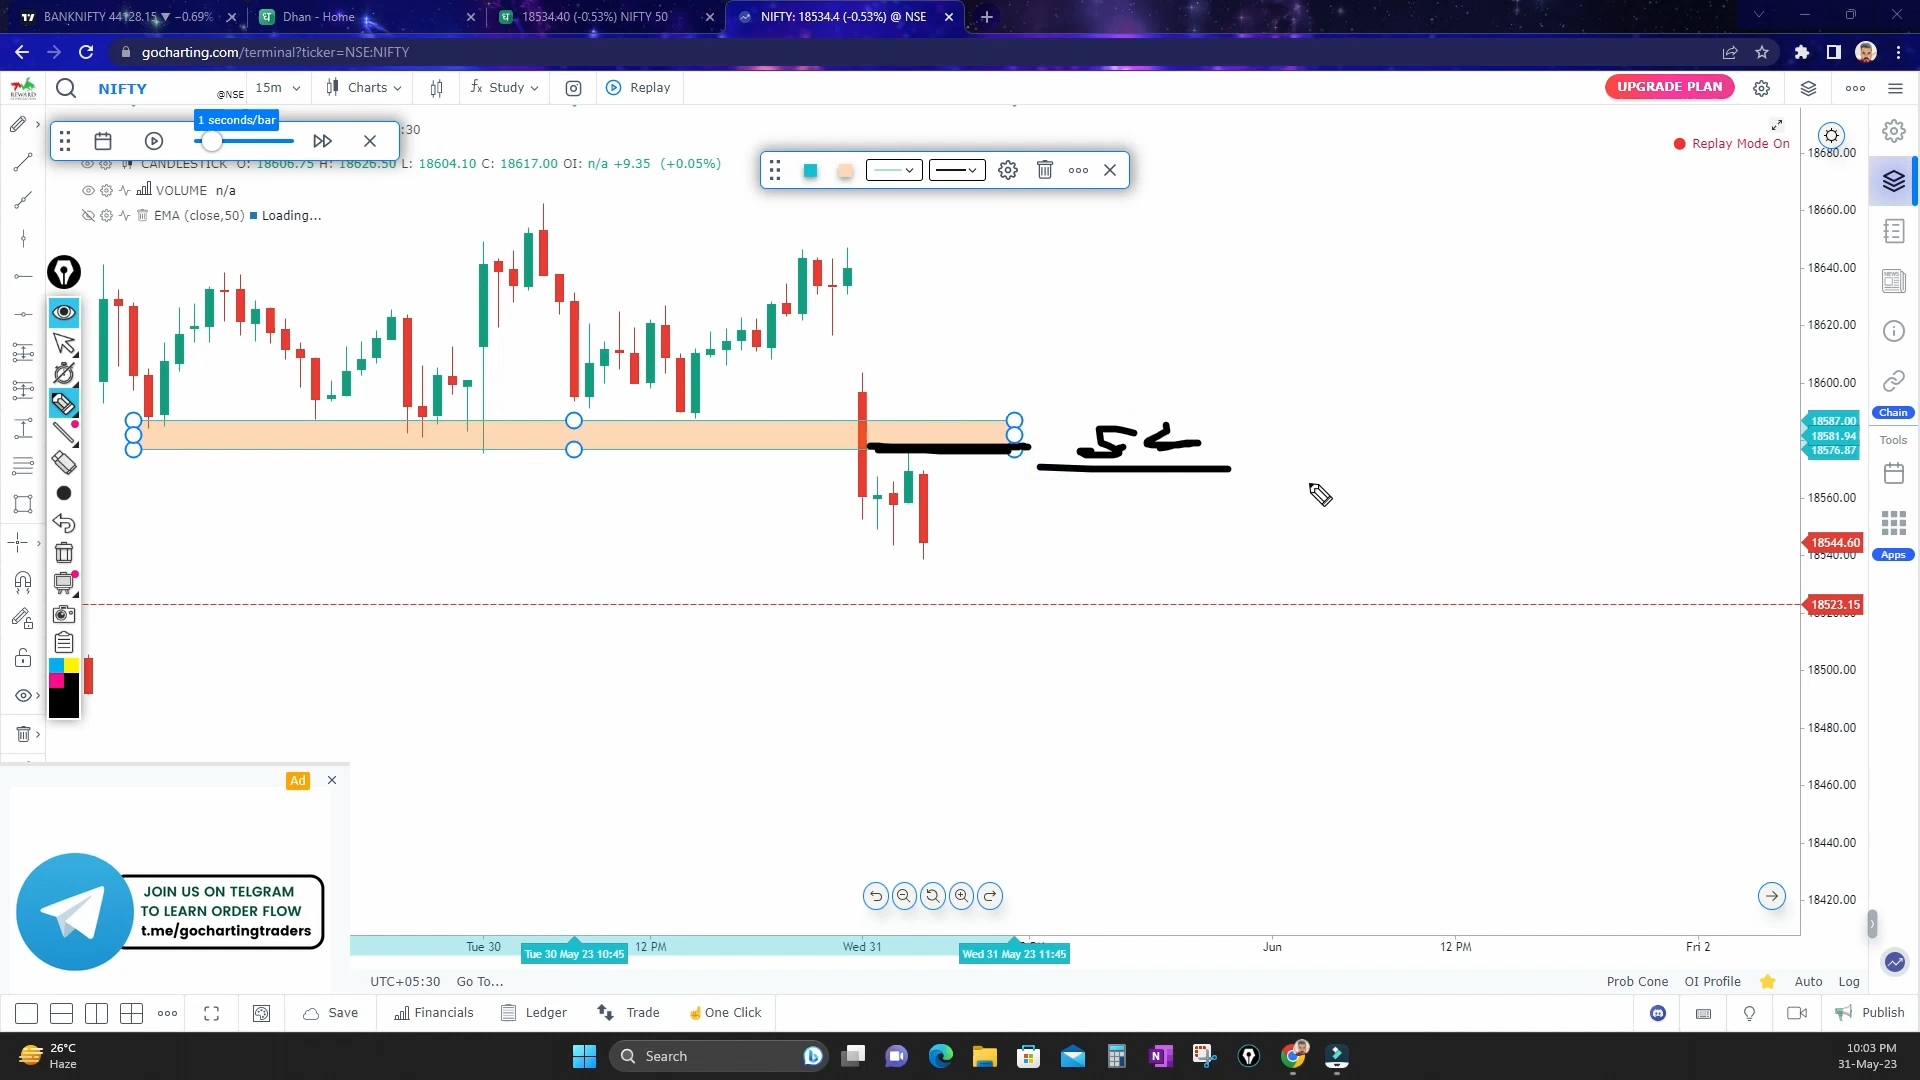 BANKNIFTY 44128.15 ▼ −0.69%
Dhan - Home
18534.40 (-0.53%) NIFTY 50
NIFTY: 18534.4 (-0.53%) @ NSE
gocharting.com/terminal?ticker=NSE:NIFTY
NIFTY
@NSE
15m
Charts
Study
Replay
UPGRADE PLAN
1 seconds/bar
:30
CANDLESTICK O: 18606.75 H: 18626.50 L: 18604.10 C: 18617.00 OI: n/a +9.35 (+0.05%)
VOLUME n/a
EMA (close,50) Loading...
Replay Mode On
18680.00
18660.00
18640.00
18620.00
18600.00
18587.00
18581.94
18576.87
18560.00
18544.60
18540.00
18523.15
18500.00
18480.00
18460.00
18440.00
18420.00
Chain
Tools
Apps
NEWS
Ad
JOIN US ON TELGRAM
TO LEARN ORDER FLOW
t.me/gochartingtraders
Tue 30
Tue 30 May 23 10:45
12 PM
Wed 31
Wed 31 May 23 11:45
Jun
12 PM
Fri 2
UTC+05:30
Go To...
Prob Cone
OI Profile
Auto
Log
Save
Financials
Ledger
Trade
One Click
Publish
26°C
Haze
Search
10:03 PM
31-May-23